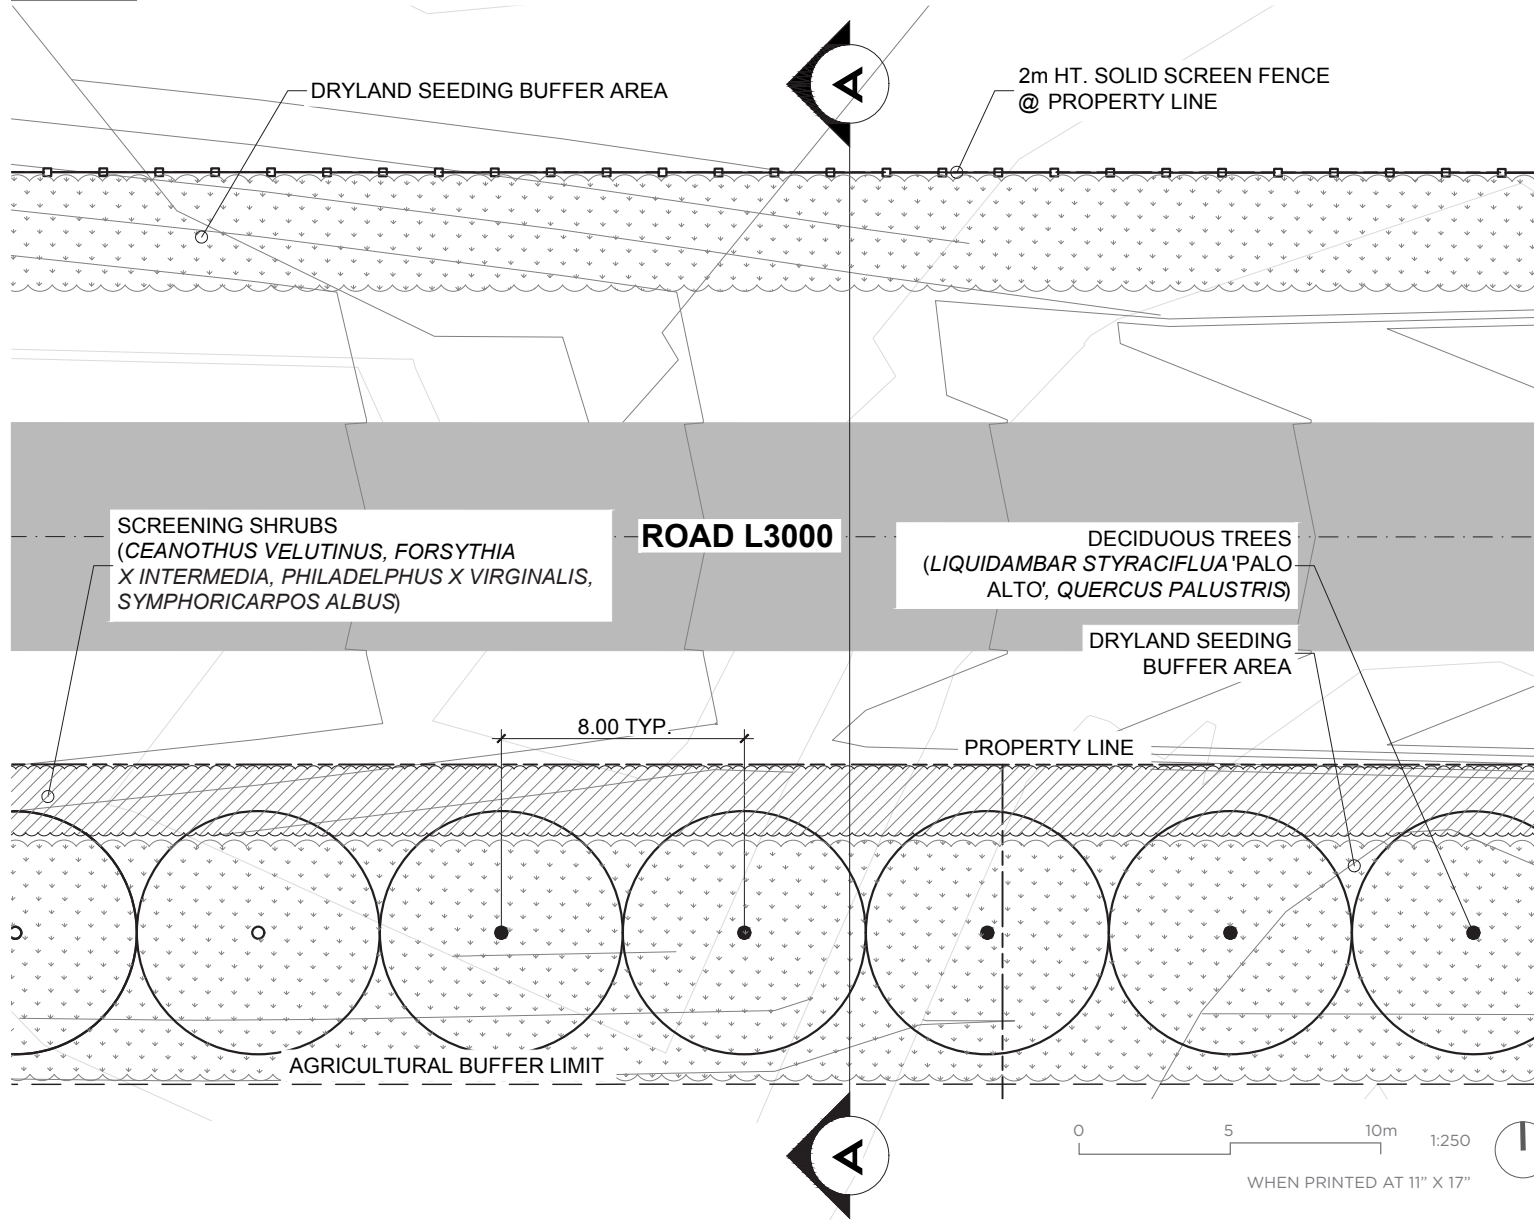 A
DRYLAND SEEDING BUFFER AREA
2m HT. SOLID SCREEN FENCE
@ PROPERTY LINE
SCREENING SHRUBS
(CEANOTHUS VELUTINUS, FORSYTHIA
X INTERMEDIA, PHILADELPHUS X VIRGINALIS,
SYMPHORICARPOS ALBUS)
ROAD L3000
DECIDUOUS TREES
(LIQUIDAMBAR STYRACIFLUA 'PALO
ALTO', QUERCUS PALUSTRIS)
DRYLAND SEEDING
BUFFER AREA
8.00 TYP.
PROPERTY LINE
AGRICULTURAL BUFFER LIMIT
A
0 5 10m 1:250
WHEN PRINTED AT 11” X 17”